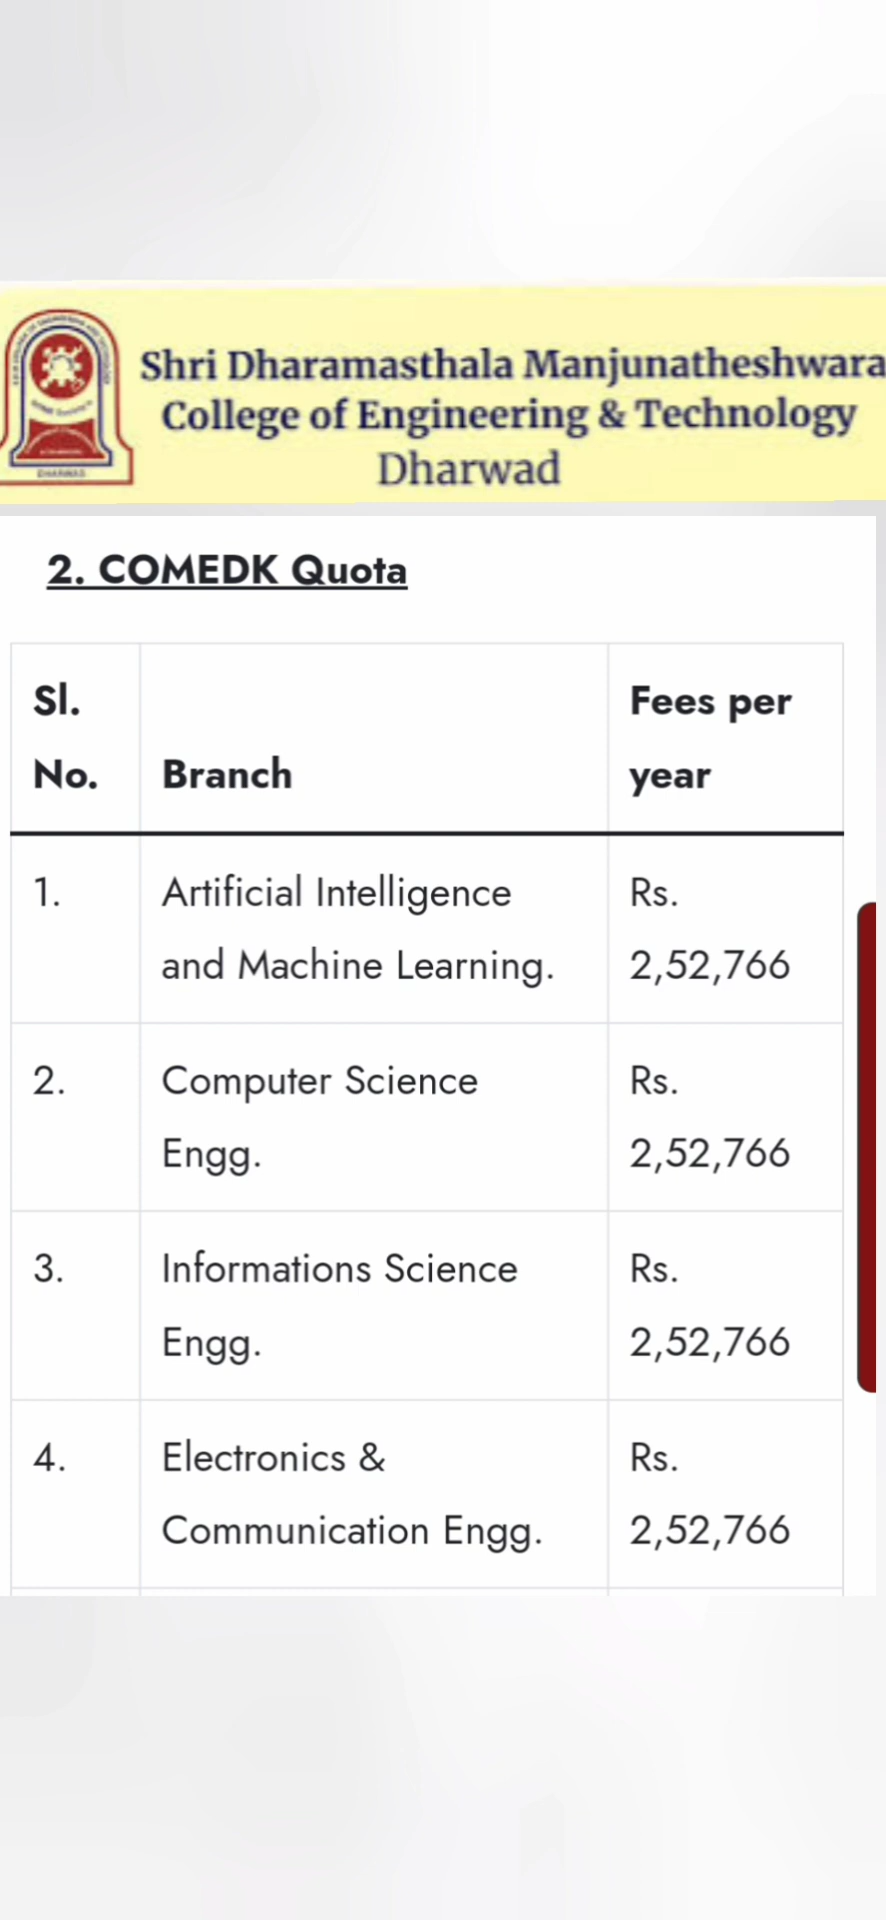 Shri Dharamasthala Manjunatheshwara
College of Engineering & Technology
Dharwad
DHARWAD
2. COMEDK Quota
Sl. No. Branch Fees per year
1. Artificial Intelligence and Machine Learning. Rs. 2,52,766
2. Computer Science Engg. Rs. 2,52,766
3. Informations Science Engg. Rs. 2,52,766
4. Electronics & Communication Engg. Rs. 2,52,766